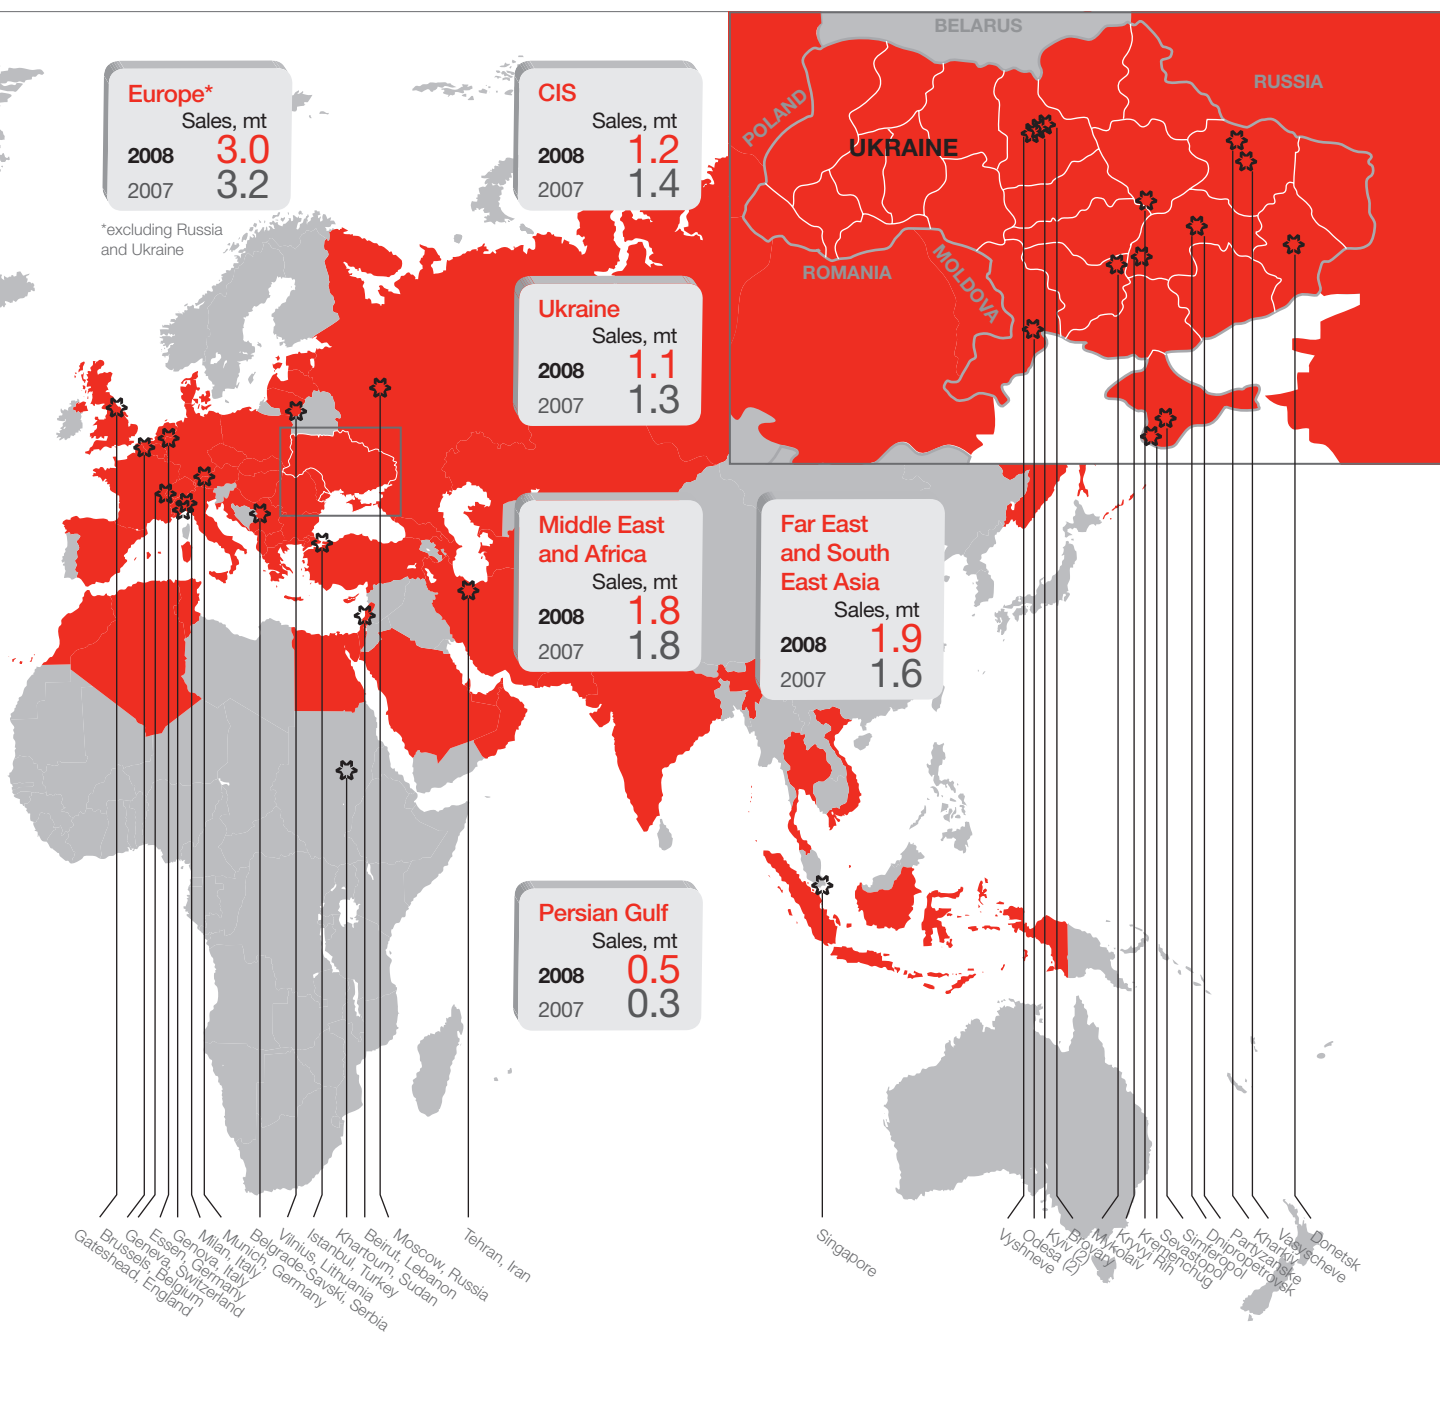 Europe*
Sales, mt
2008 3.0
2007 3.2
*excluding Russia
and Ukraine
CIS
Sales, mt
2008 1.2
2007 1.4
Ukraine
Sales, mt
2008 1.1
2007 1.3
Middle East
and Africa
Sales, mt
2008 1.8
2007 1.8
Far East
and South
East Asia
Sales, mt
2008 1.9
2007 1.6
Persian Gulf
Sales, mt
2008 0.5
2007 0.3
BELARUS
RUSSIA
POLAND
UKRAINE
ROMANIA
MOLDOVA
Gateshead, England
Brussels, Belgium
Geneva, Switzerland
Essen, Germany
Genova, Italy
Milan, Italy
Munich, Germany
Belgrade-Savski, Serbia
Vilnius, Lithuania
Istanbul, Turkey
Khartoum, Sudan
Beirut, Lebanon
Moscow, Russia
Tehran, Iran
Singapore
Vyshneve
Odesa (2)
Kyiv (2)
Brovary
Mykolaiv
Kryvyi Rih
Kremenchug
Sevastopol
Simferopol
Dnipropetrovsk
Partyzanske
Kharkiv
Vasyscheve
Donetsk